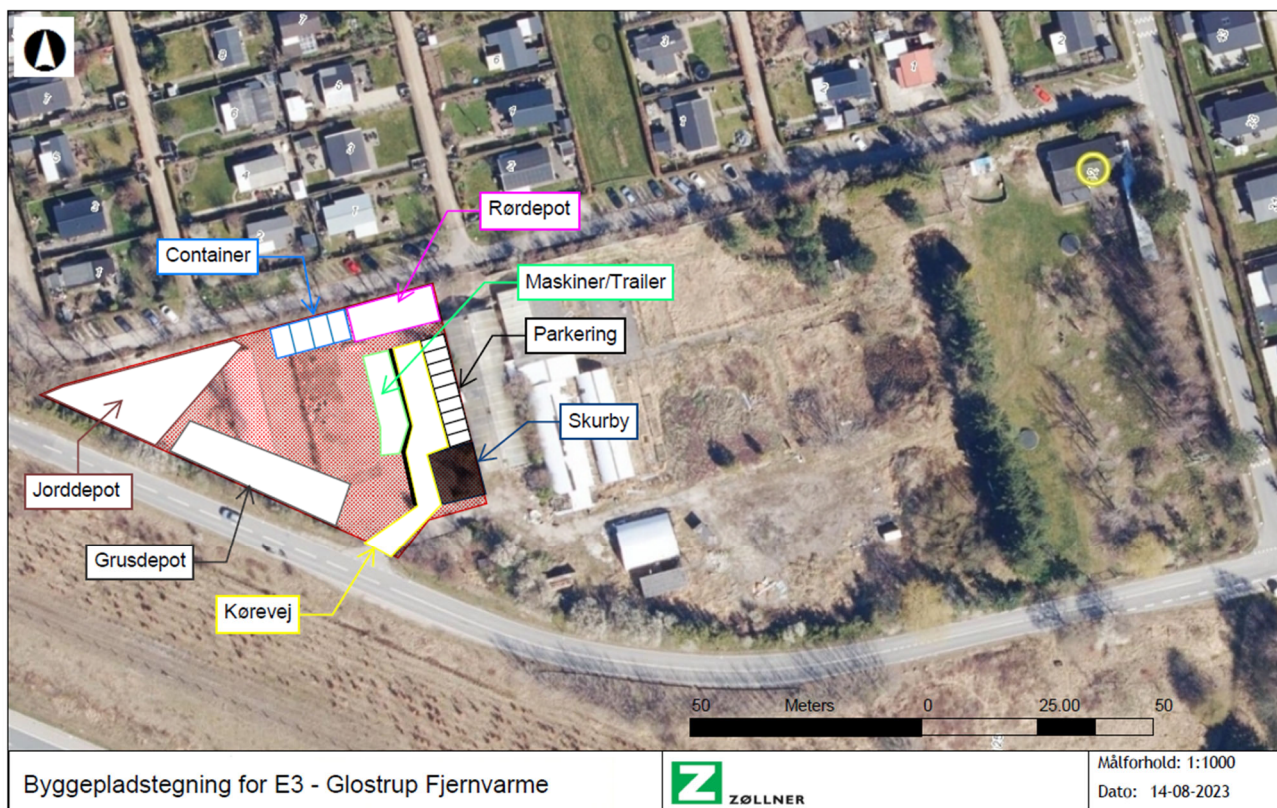 Rørdepot
Container
Maskiner/Trailer
Parkering
Skurby
Jorddepot
Grusdepot
Kørevej
50 Meters 0 25.00 50
Byggepladstegning for E3 - Glostrup Fjernvarme
Z ZØLLNER
Målforhold: 1:1000
Dato: 14-08-2023